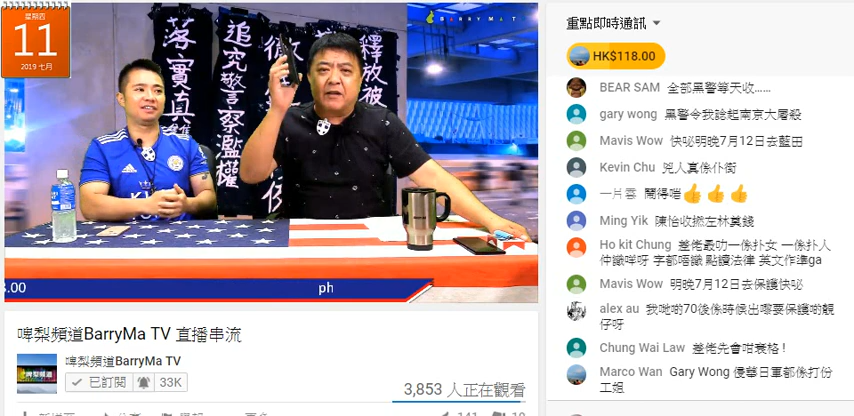 星期四
11
2019 七月
BARRY MA T
落實真
追究警察濫權
釋放被
8.00
ph
啤梨頻道BarryMa TV 直播串流
啤梨頻道BarryMa TV
已訂閱
33K
3,853 人正在觀看
重點即時通訊
HK$118.00
BEAR SAM 全部黑警等天收......
gary wong 黑警令我諗起南京大屠殺
Mavis Wow 快啲明晚7月12日去藍田
Kevin Chu 兇人真係仆街
一片雲 鬧得啱👍👍👍
Ming Yik 陳怡收撚左林鄭錢
Ho kit Chung 差佬最叻一係扑女 一係扑人
仲識咩呀 字都唔識 點讀法律 英文作準ga
Mavis Wow 明晚7月12日去保護快啲
alex au 我哋啲70後係時候出嚟要保護啲靚
仔呀
Chung Wai Law 差佬先會咁衰格 !
Marco Wan Gary Wong 侵華日軍都係打份
工姐